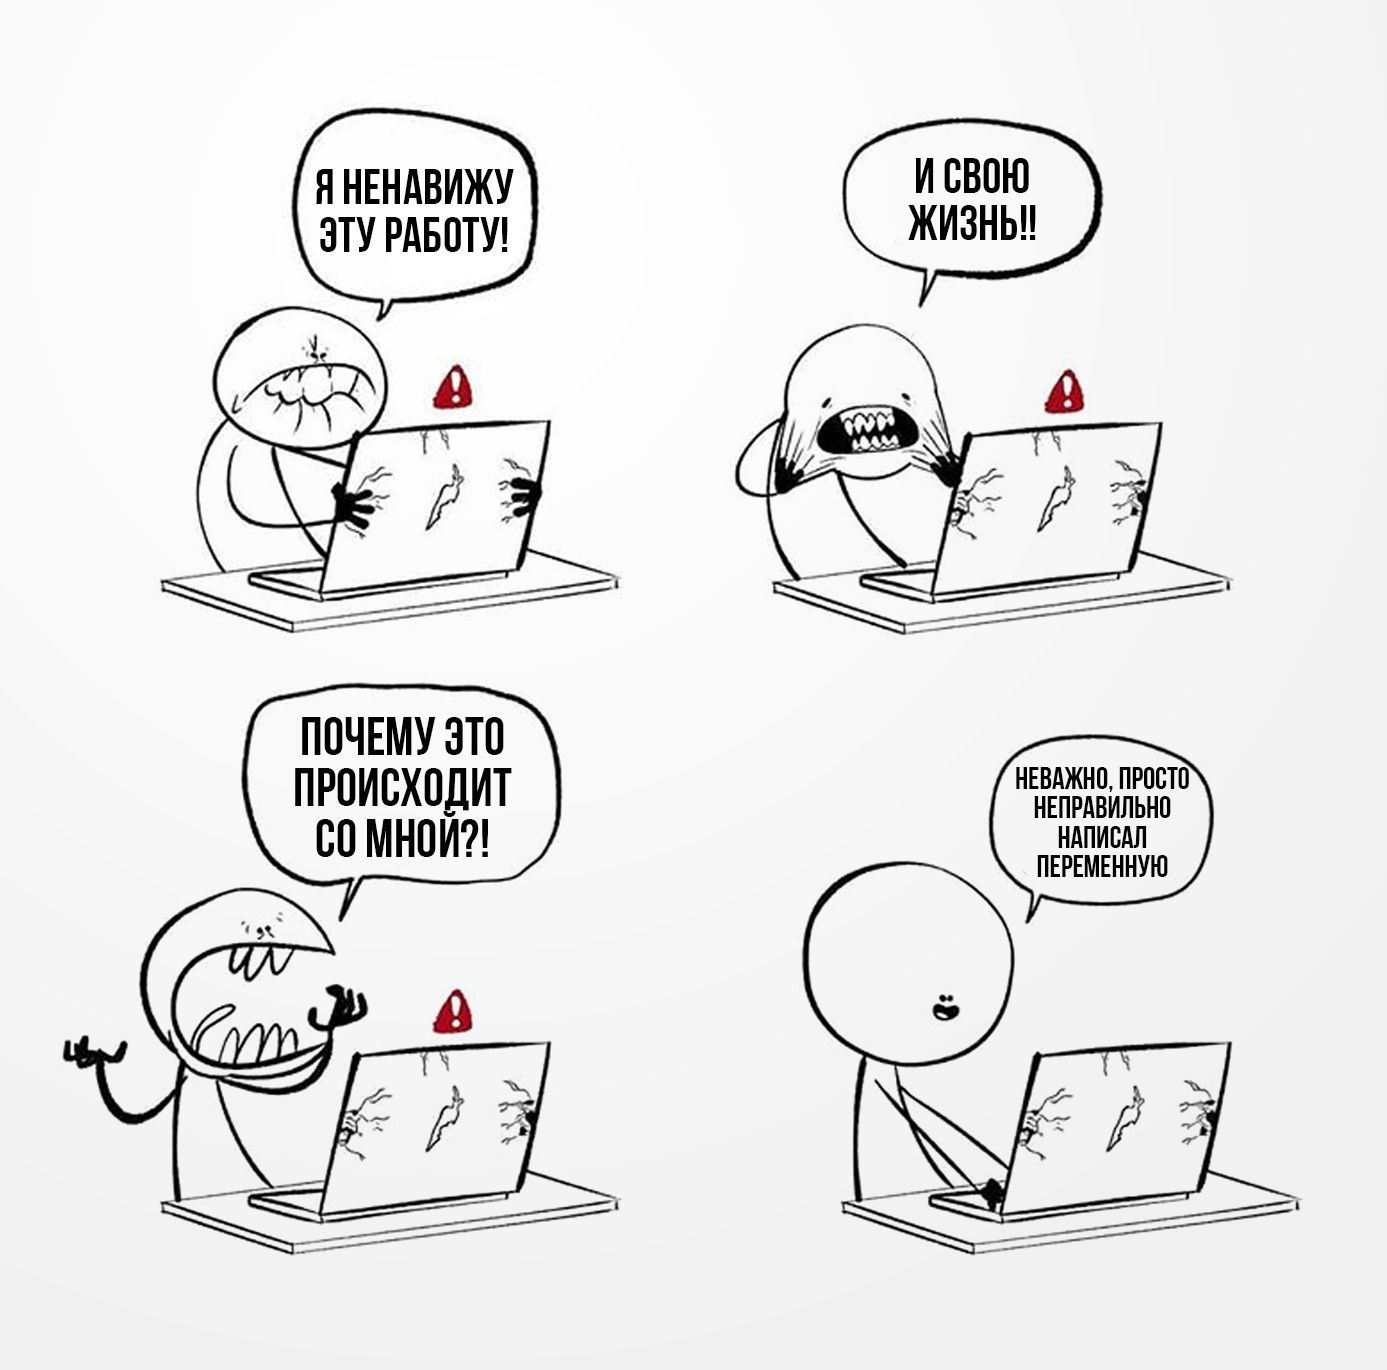 Я НЕНАВИЖУ
ЭТУ РАБОТУ!
И СВОЮ
ЖИЗНЬ!!
ПОЧЕМУ ЭТО
ПРОИСХОДИТ
СО МНОЙ?!
НЕВАЖНО, ПРОСТО
НЕПРАВИЛЬНО
НАПИСАЛ
ПЕРЕМЕННУЮ